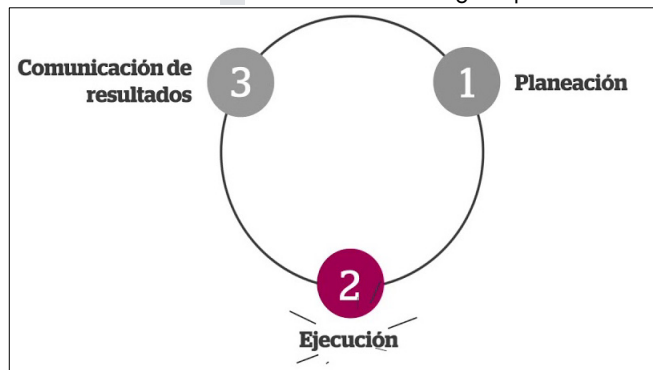 1
Planeación
Comunicación de
resultados
3
2
Ejecución